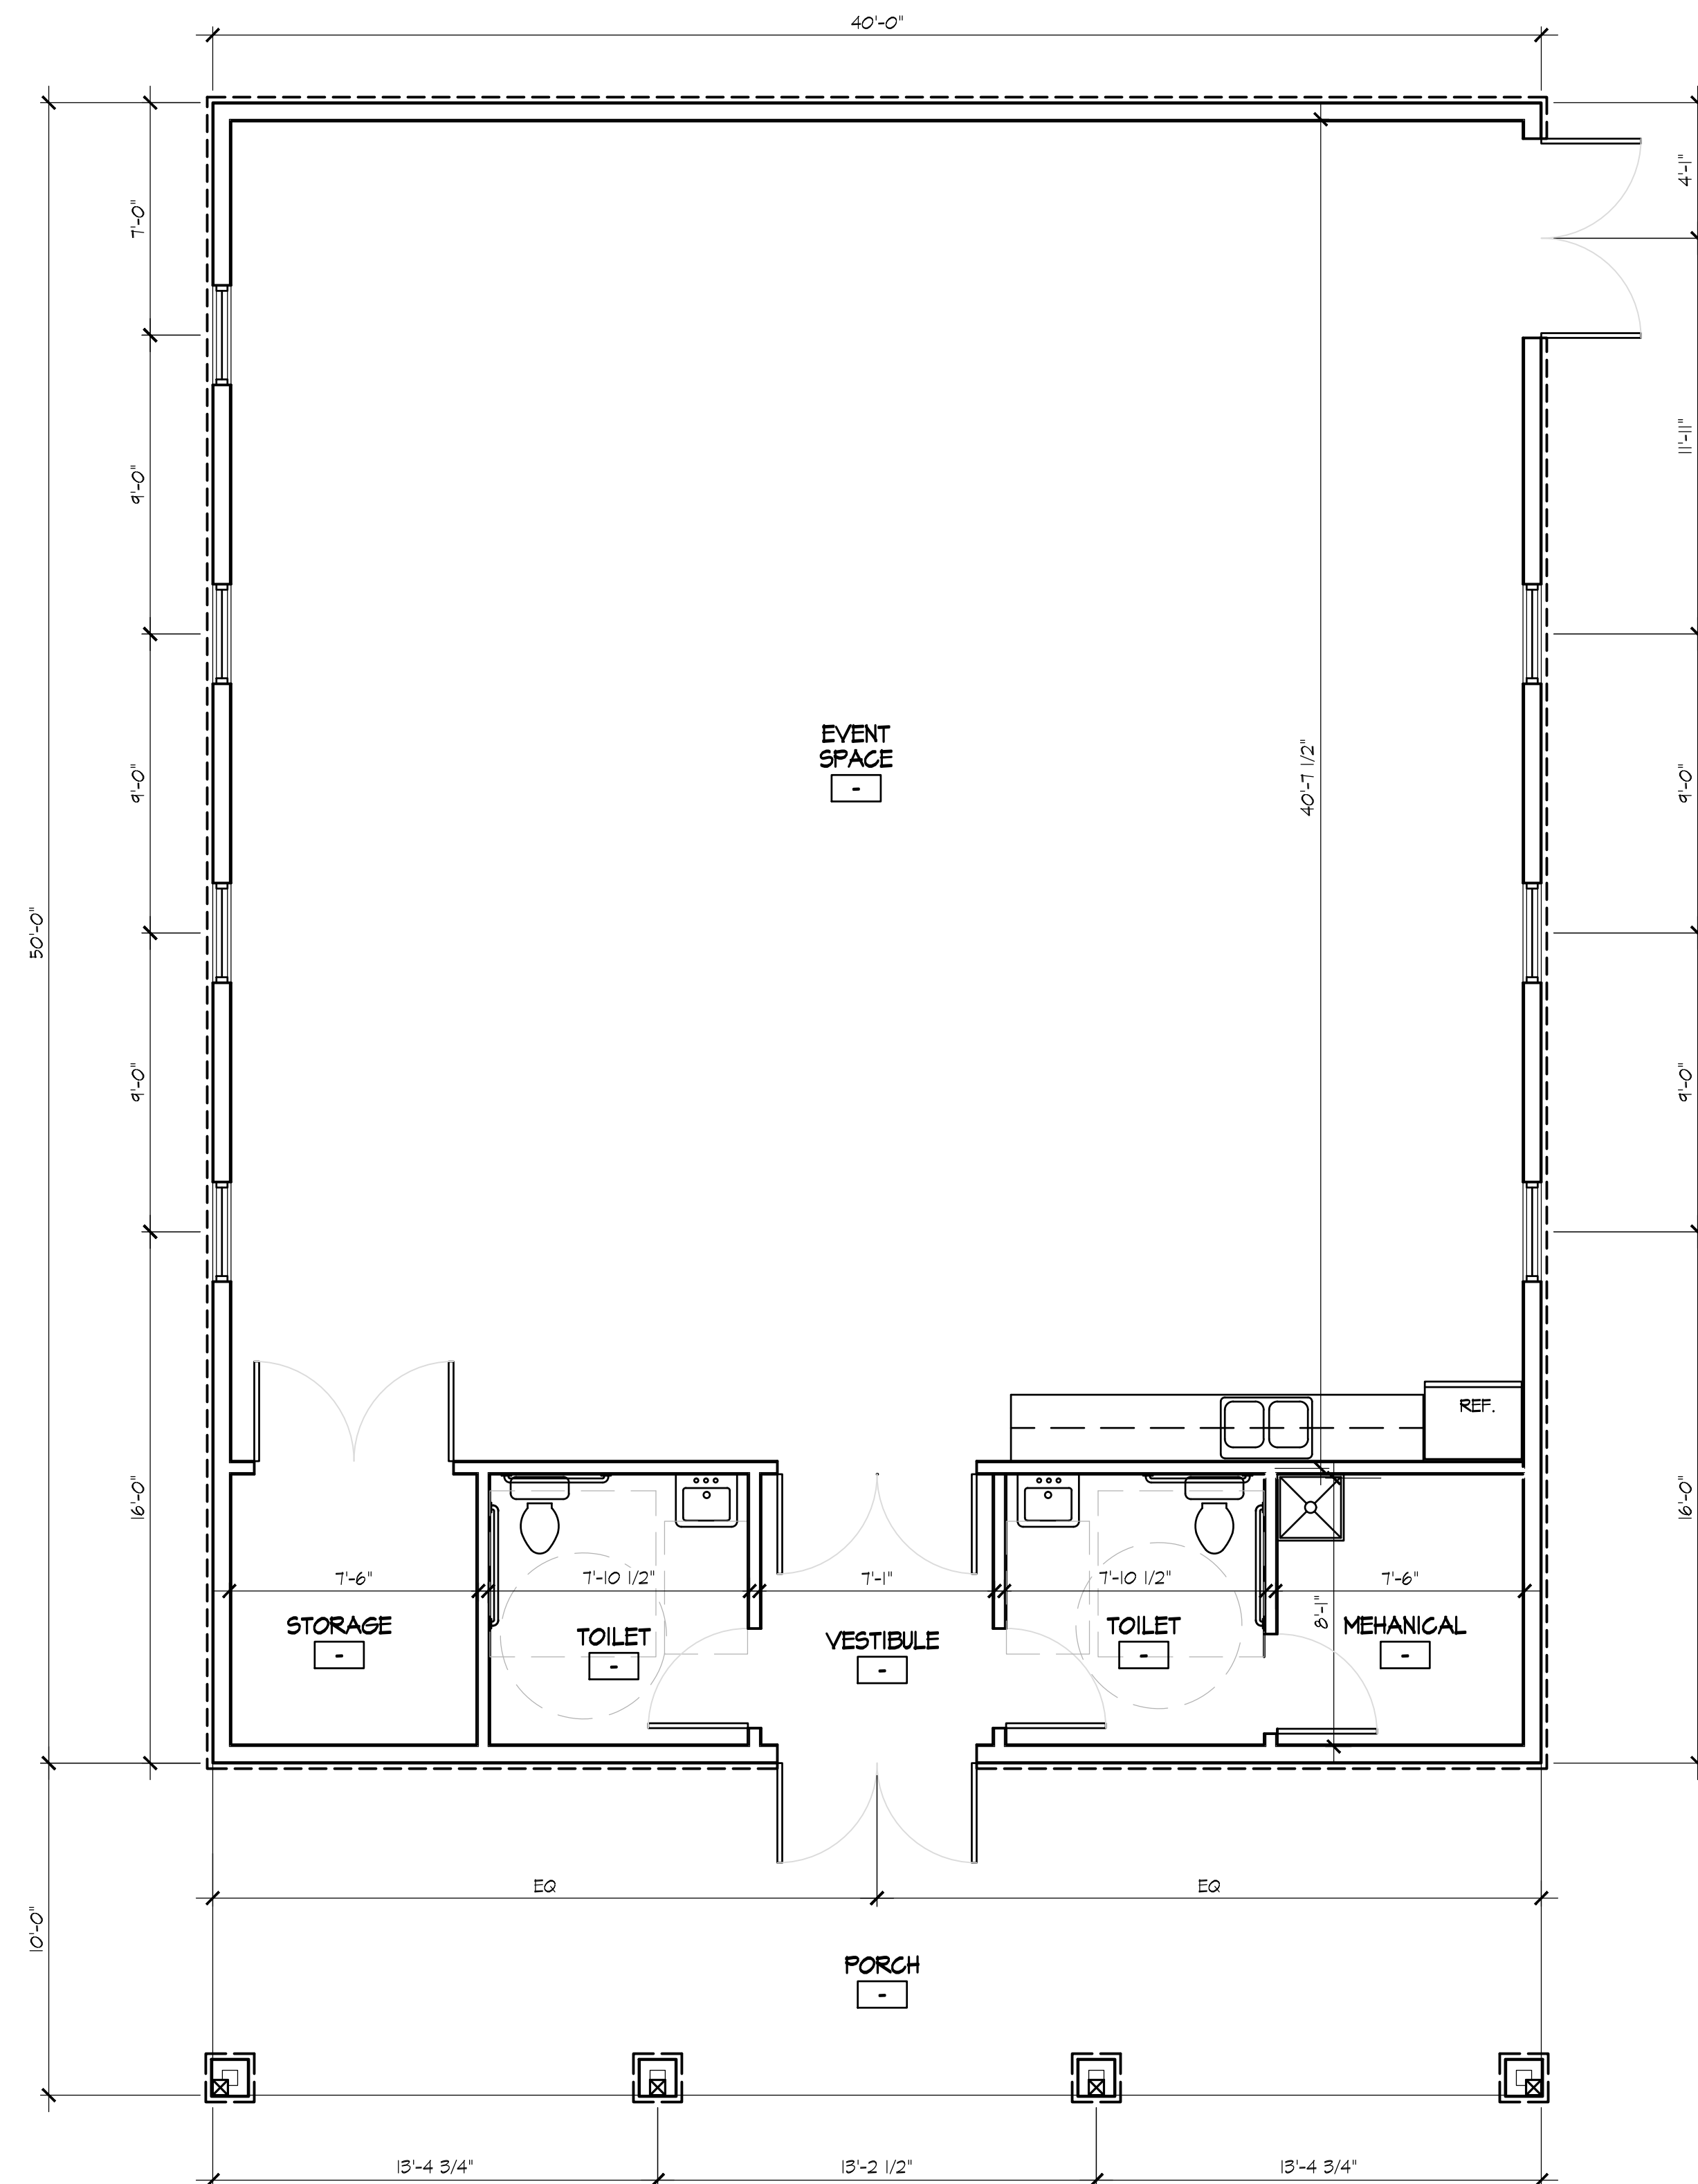 40'-0"
4'-1"
7'-0"
11'-11"
9'-0"
EVENT
SPACE
-
40'-7 1/2"
9'-0"
9'-0"
50'-0"
9'-0"
9'-0"
REF.
16'-0"
16'-0"
7'-6"
7'-10 1/2"
7'-1"
7'-10 1/2"
7'-6"
8'-1"
STORAGE
-
TOILET
-
VESTIBULE
-
TOILET
-
MEHANICAL
-
EQ
EQ
10'-0"
PORCH
-
13'-4 3/4"
13'-2 1/2"
13'-4 3/4"